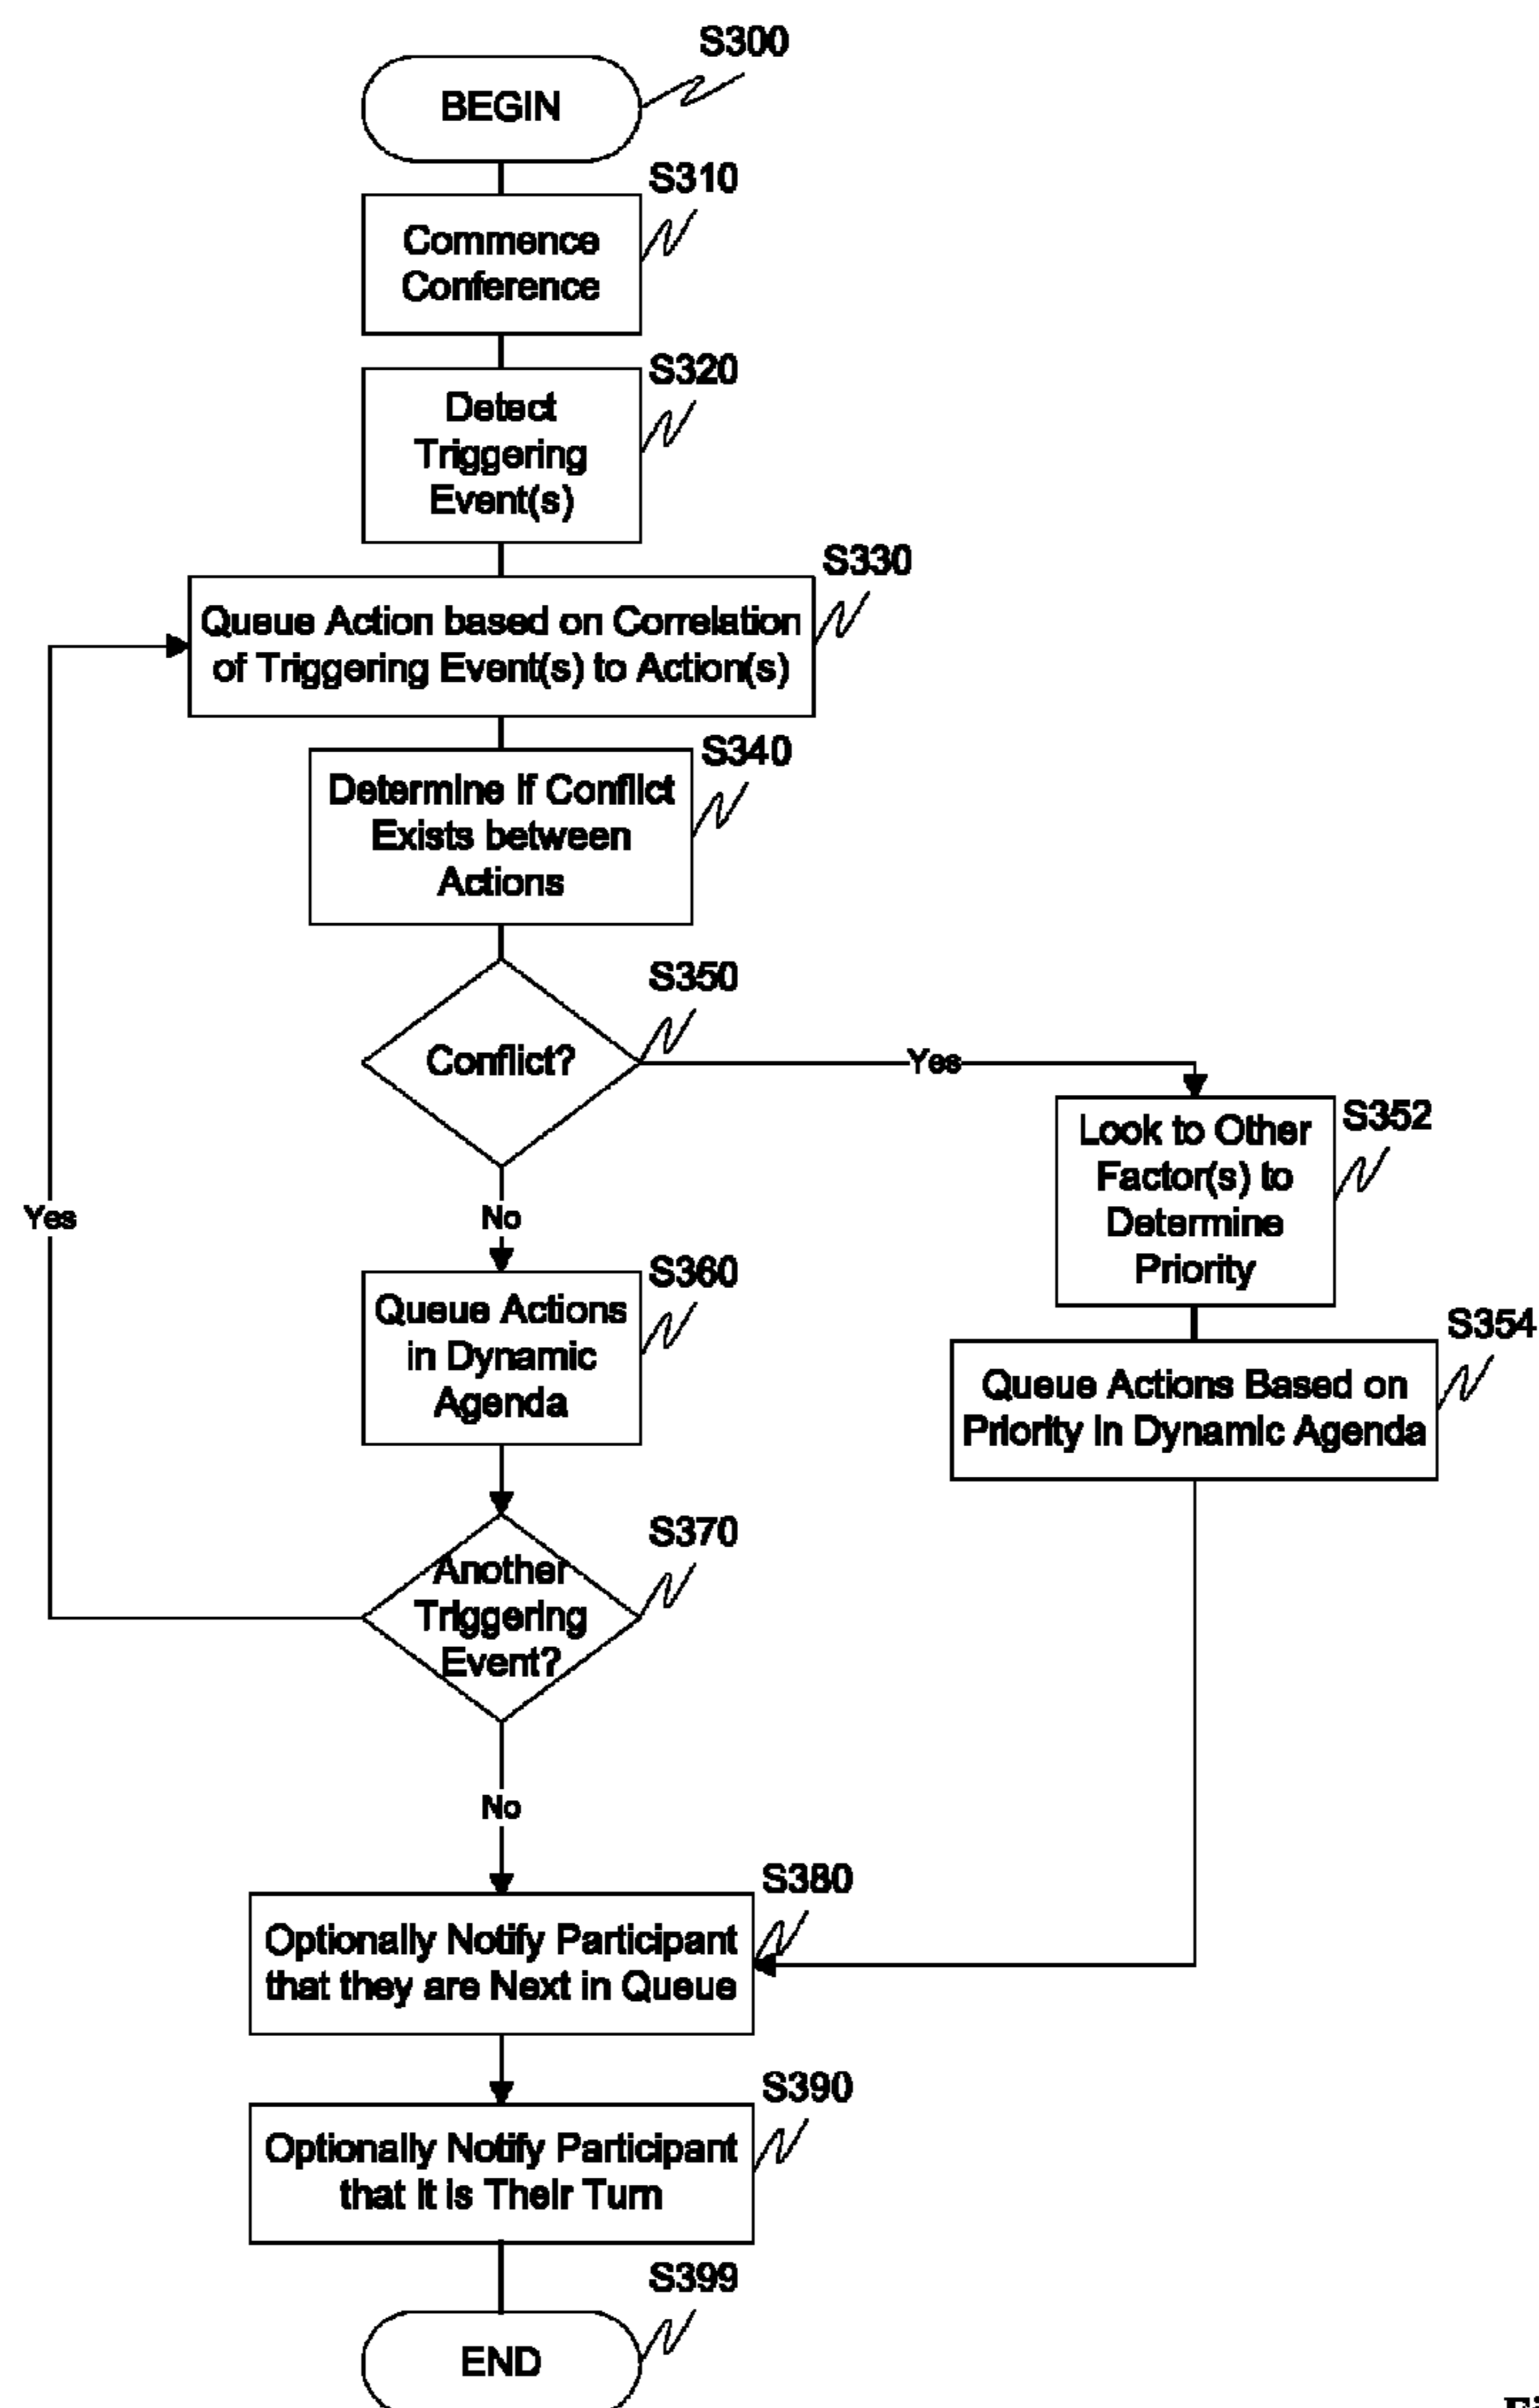 S300
BEGIN
S310
Commence
Conference
S320
Detect
Triggering
Event(s)
S330
Queue Action based on Correlation
of Triggering Event(s) to Action(s)
S340
Determine if Conflict
Exists between
Actions
S350
Conflict?
Yes
S352
Look to Other
Factor(s) to
Determine
Priority
Yes
No
S360
Queue Actions
in Dynamic
Agenda
S354
Queue Actions Based on
Priority in Dynamic Agenda
S370
Another
Triggering
Event?
No
S380
Optionally Notify Participant
that they are Next in Queue
S390
Optionally Notify Participant
that it is Their Turn
S399
END